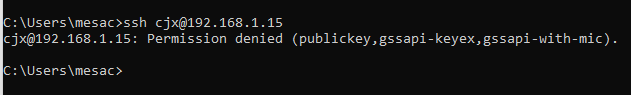 C:\Users\mesac>ssh cjx@192.168.1.15
cjx@192.168.1.15: Permission denied (publickey,gssapi-keyex,gssapi-with-mic).
C:\Users\mesac>